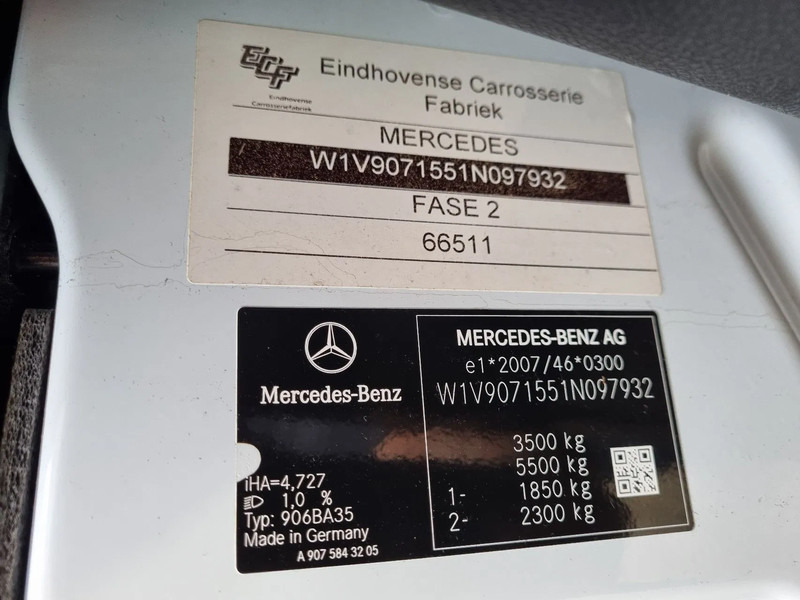 ECF
Eindhovense
Carrosseriefabriek
Eindhovense Carrosserie
Fabriek
MERCEDES
W1V9071551N097932
FASE 2
66511
Mercedes-Benz
iHA=4,727
1,0 %
Typ: 906BA35
Made in Germany
A 907 584 32 05
MERCEDES-BENZ AG
e1*2007/46*0300
W1V9071551N097932
3500 kg
5500 kg
1- 1850 kg
2- 2300 kg